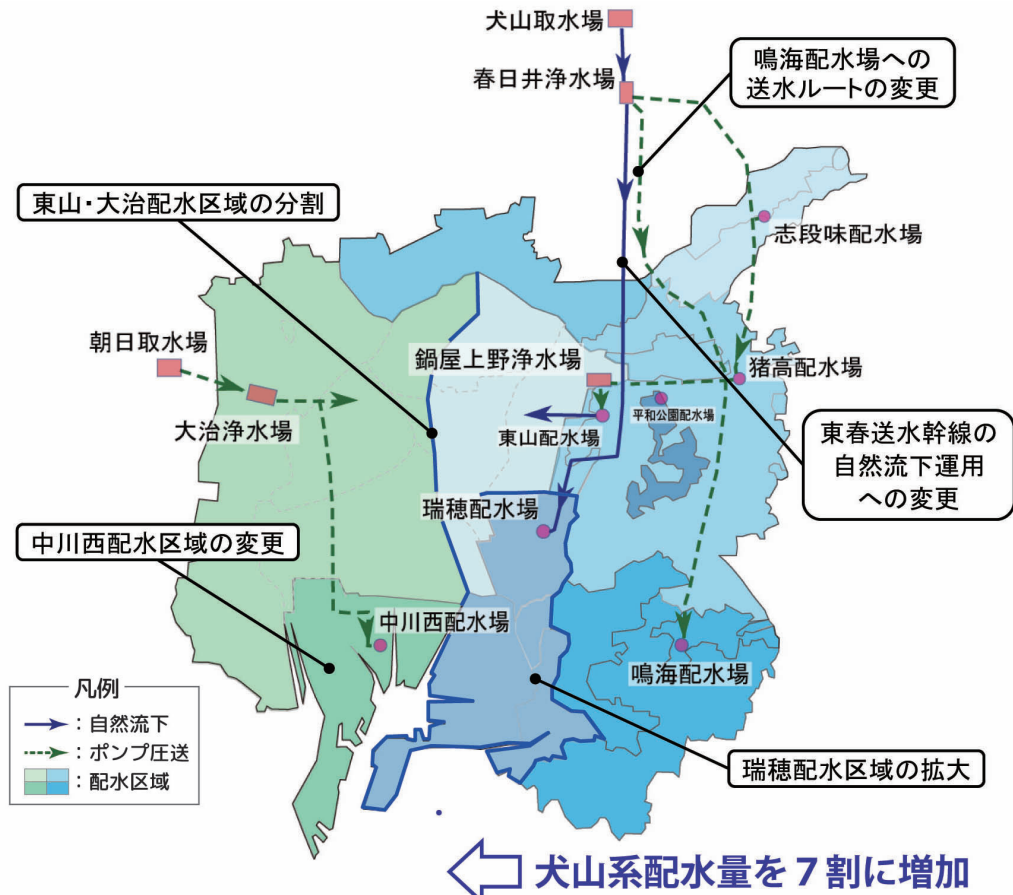 犬山取水場
春日井浄水場
鳴海配水場への
送水ルートの変更
東山・大治配水区域の分割
志段味配水場
朝日取水場
大治浄水場
鍋屋上野浄水場
猪高配水場
平和公園配水場
東山配水場
東春送水幹線の
自然流下運用
への変更
瑞穂配水場
中川西配水区域の変更
中川西配水場
鳴海配水場
凡例
：自然流下
：ポンプ圧送
：配水区域
瑞穂配水区域の拡大
犬山系配水量を7割に増加